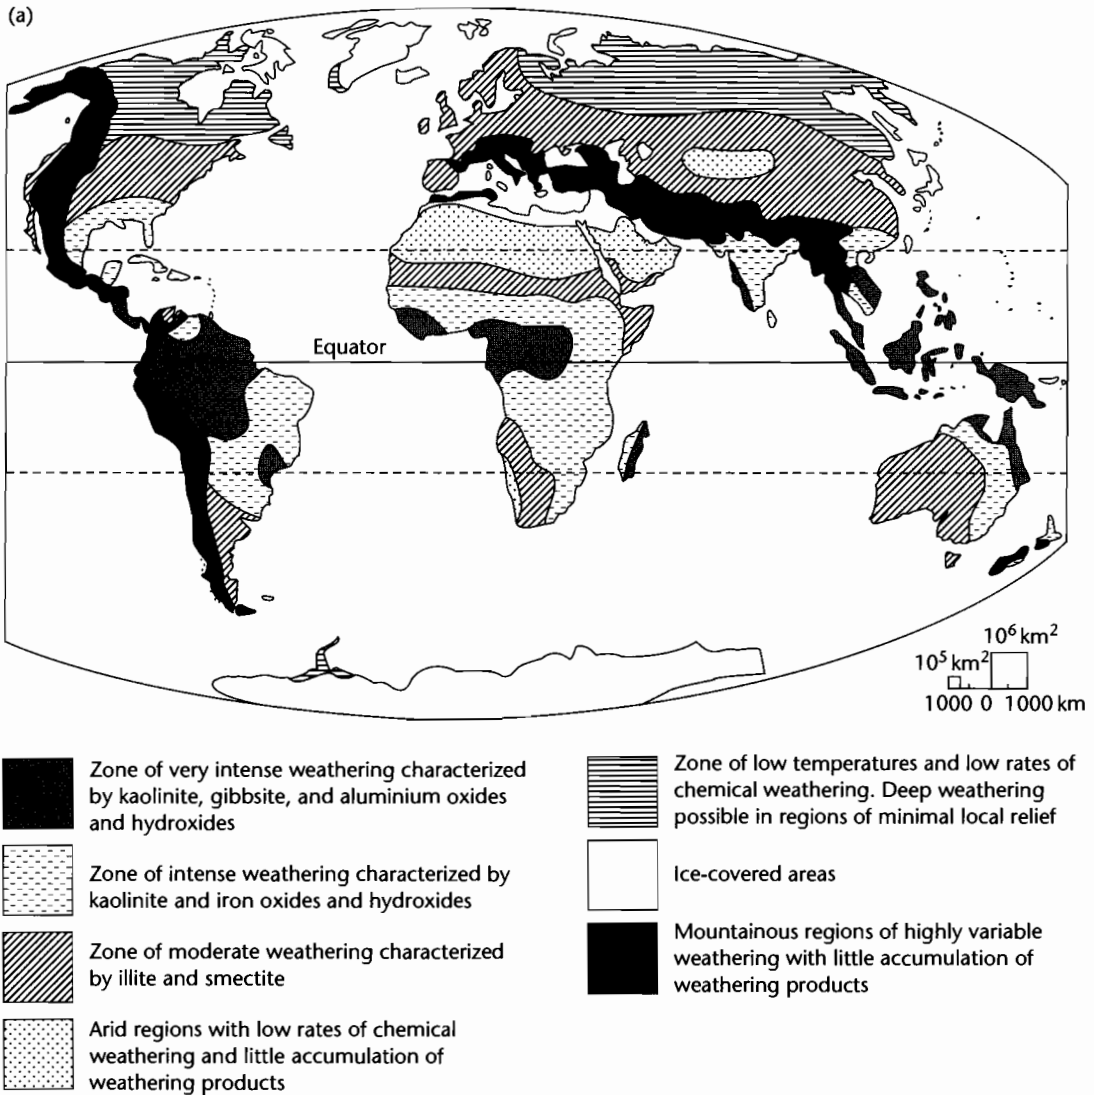 (a)
Equator
10⁶ km²
10⁵ km²
1000 0 1000 km
Zone of very intense weathering characterized
by kaolinite, gibbsite, and aluminium oxides
and hydroxides
Zone of intense weathering characterized by
kaolinite and iron oxides and hydroxides
Zone of moderate weathering characterized
by illite and smectite
Arid regions with low rates of chemical
weathering and little accumulation of
weathering products
Zone of low temperatures and low rates of
chemical weathering. Deep weathering
possible in regions of minimal local relief
Ice-covered areas
Mountainous regions of highly variable
weathering with little accumulation of
weathering products